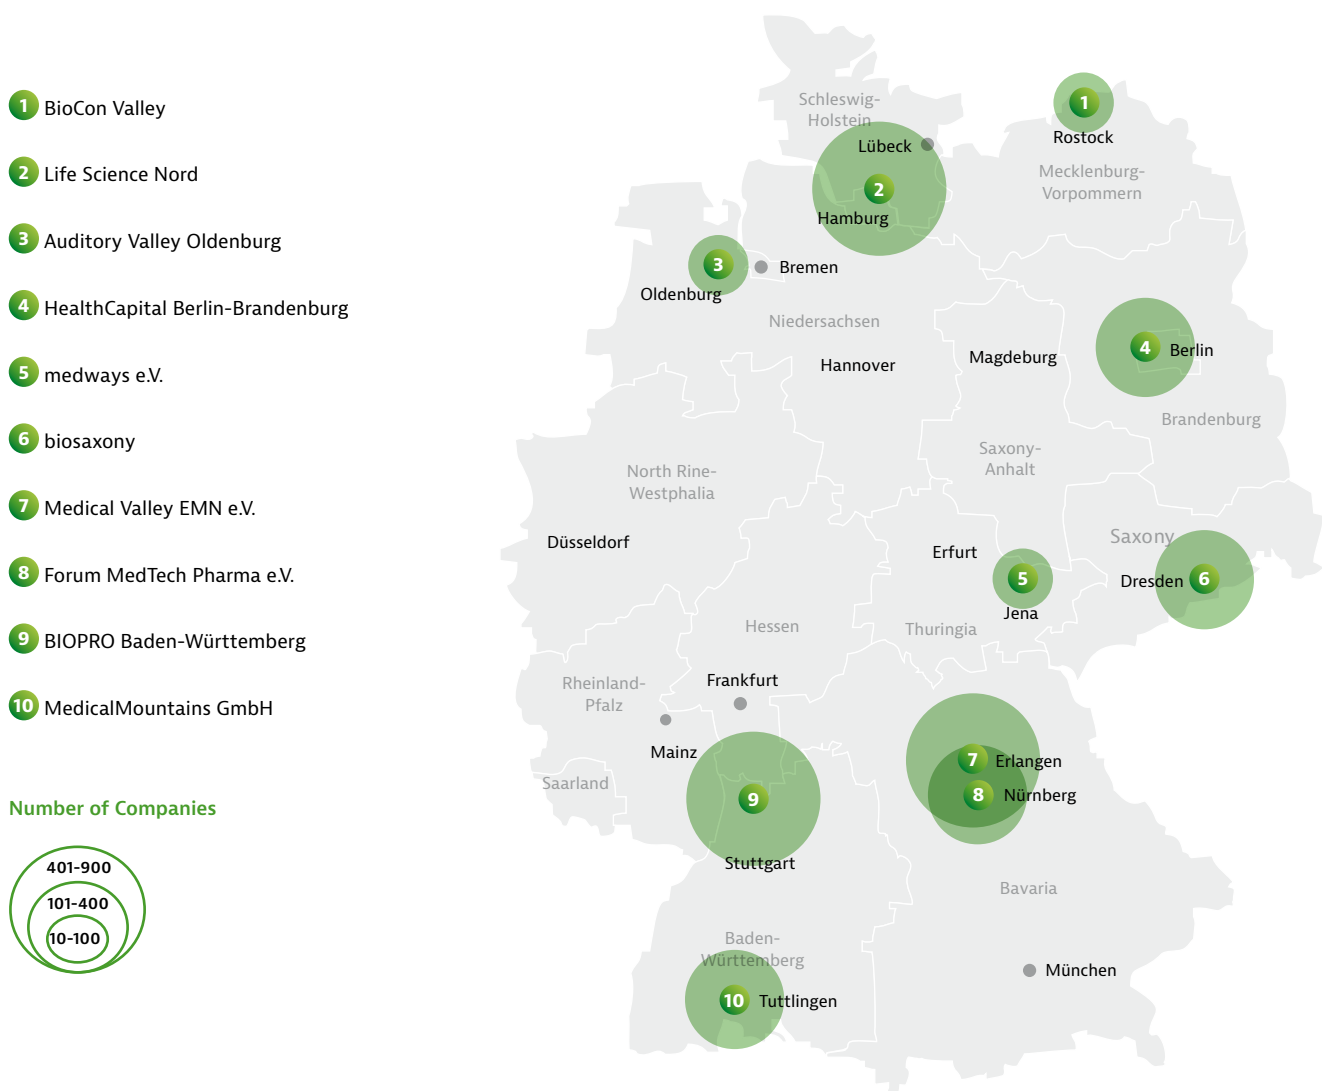 1 BioCon Valley
2 Life Science Nord
3 Auditory Valley Oldenburg
4 HealthCapital Berlin-Brandenburg
5 medways e.V.
6 biosaxony
7 Medical Valley EMN e.V.
8 Forum MedTech Pharma e.V.
9 BIOPRO Baden-Württemberg
10 MedicalMountains GmbH
Number of Companies
401-900
101-400
10-100
Schleswig-
Holstein
1
Rostock
Lübeck
Mecklenburg-
Vorpommern
2
Hamburg
3
Bremen
Oldenburg
Niedersachsen
Hannover
Magdeburg
4 Berlin
Brandenburg
Saxony-
Anhalt
North Rine-
Westphalia
Düsseldorf
Erfurt
Saxony
5
Jena
Dresden 6
Hessen
Thuringia
Rheinland-
Pfalz
Frankfurt
Mainz
Saarland
7 Erlangen
8 Nürnberg
9
Stuttgart
Bavaria
Baden-
Württemberg
München
10 Tuttlingen